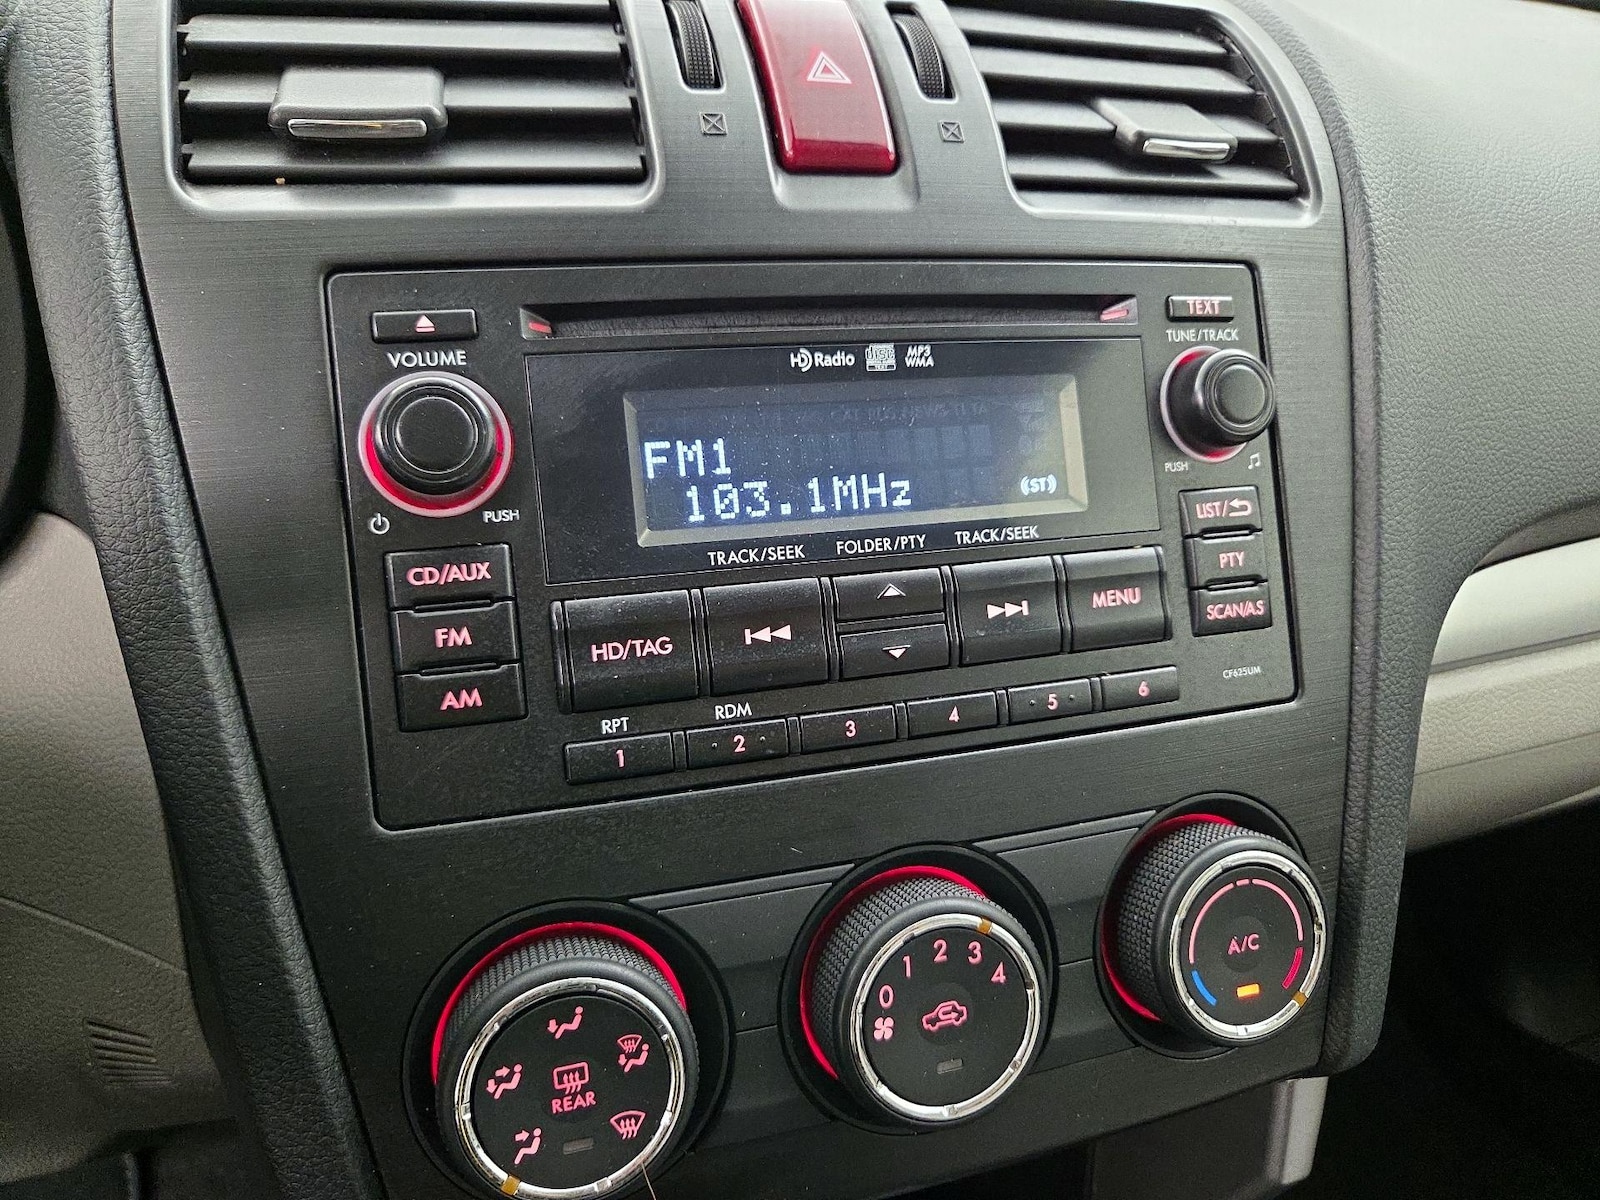 TEXT
VOLUME
TUNE/TRACK
HD Radio
disc
MP3
WMA
FM1
103.1MHz
(ST)
PUSH
PUSH
TRACK/SEEK
FOLDER/PTY
TRACK/SEEK
CD/AUX
FM
AM
HD/TAG
MENU
LIST/
PTY
SCAN/A.S
CF625UM
RPT
RDM
1
2
3
4
5
6
REAR
0
1
2
3
4
A/C